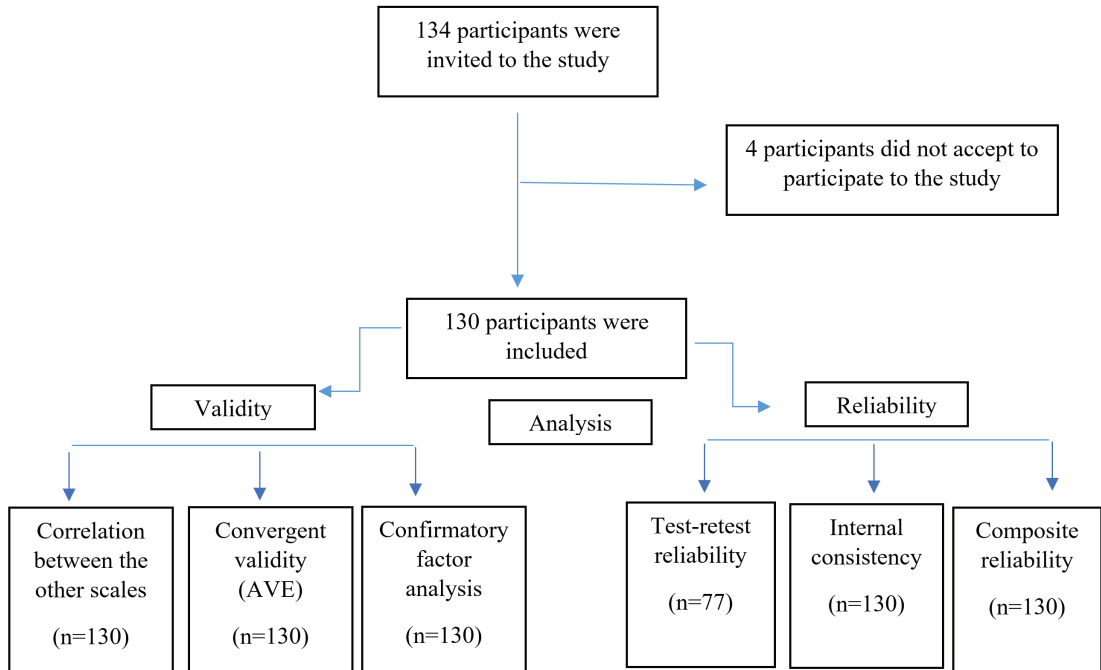 134 participants were
invited to the study
4 participants did not accept to
participate to the study
130 participants were
included
Validity
Analysis
Reliability
Correlation
between the
other scales
(n=130)
Convergent
validity
(AVE)
(n=130)
Confirmatory
factor
analysis
(n=130)
Test-retest
reliability
(n=77)
Internal
consistency
(n=130)
Composite
reliability
(n=130)